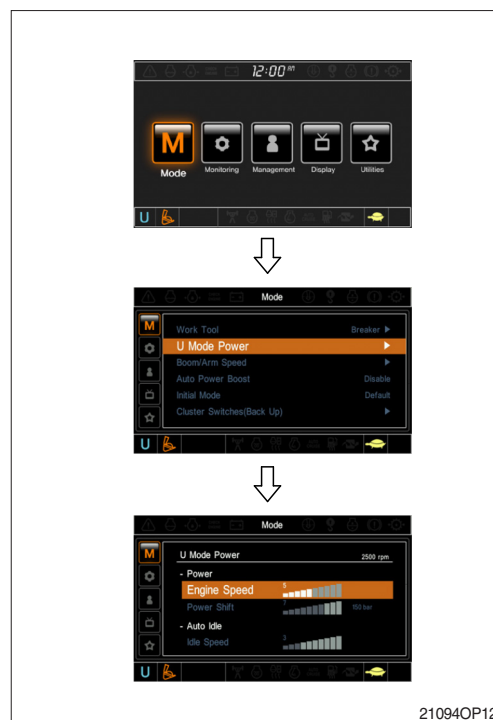 12:00 AM
M
Mode
Monitoring
Management
Display
Utilities
U
Mode
M
Work Tool
Breaker
U Mode Power
Boom/Arm Speed
Auto Power Boost
Disable
Initial Mode
Default
Cluster Switches(Back Up)
U
Mode
M
U Mode Power
2500 rpm
- Power
Engine Speed
5
Power Shift
7
150 bar
- Auto Idle
Idle Speed
3
U
21094OP12